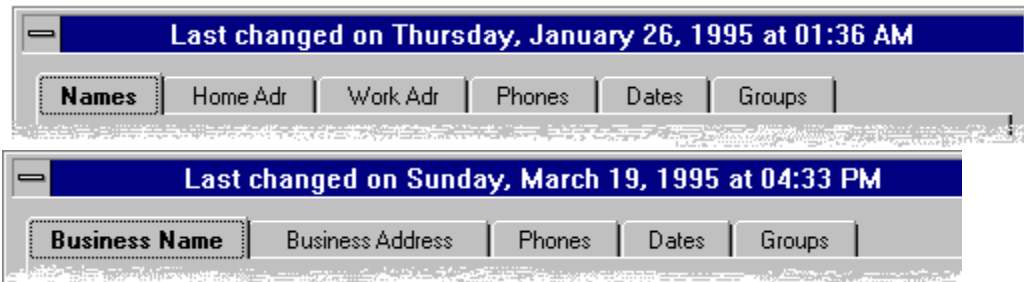 Last changed on Thursday, January 26, 1995 at 01:36 AM
Names Home Adr Work Adr Phones Dates Groups
Last changed on Sunday, March 19, 1995 at 04:33 PM
Business Name Business Address Phones Dates Groups